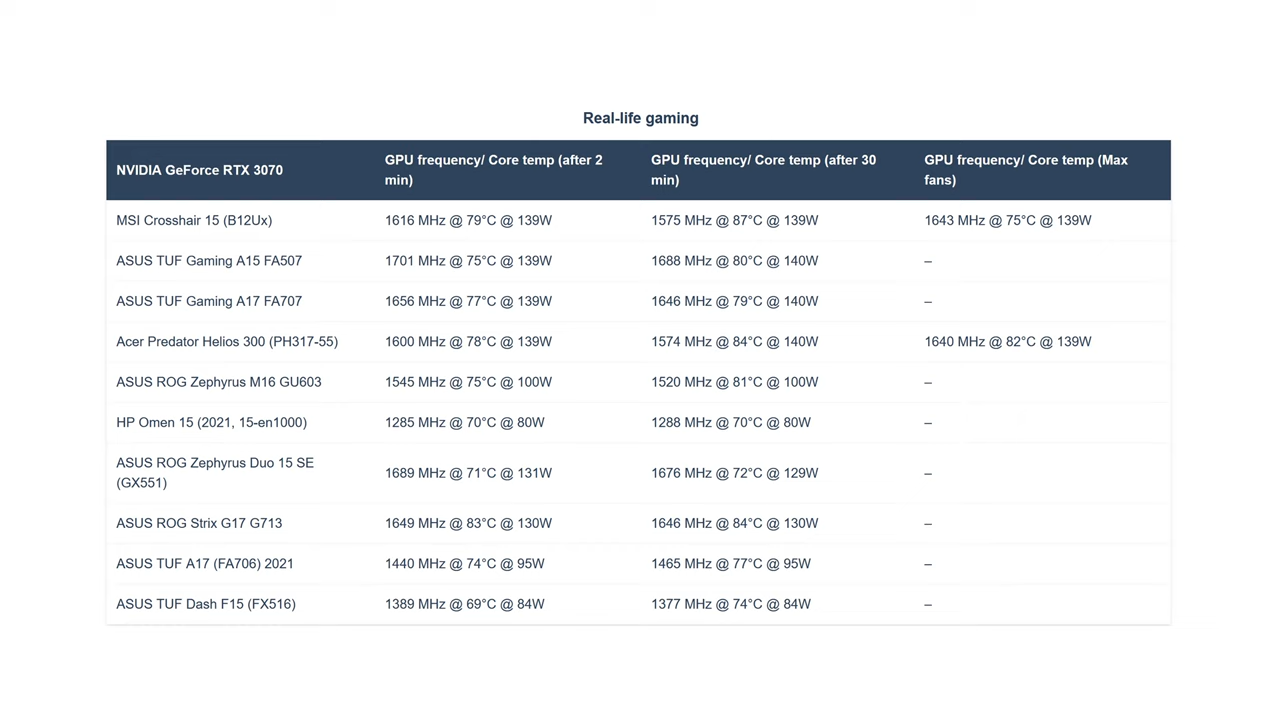 Real-life gaming
NVIDIA GeForce RTX 3070
GPU frequency/ Core temp (after 2
min)
GPU frequency/ Core temp (after 30
min)
GPU frequency/ Core temp (Max
fans)
MSI Crosshair 15 (B12Ux)
1616 MHz @ 79°C @ 139W
1575 MHz @ 87°C @ 139W
1643 MHz @ 75°C @ 139W
ASUS TUF Gaming A15 FA507
1701 MHz @ 75°C @ 139W
1688 MHz @ 80°C @ 140W
–
ASUS TUF Gaming A17 FA707
1656 MHz @ 77°C @ 139W
1646 MHz @ 79°C @ 140W
–
Acer Predator Helios 300 (PH317-55)
1600 MHz @ 78°C @ 139W
1574 MHz @ 84°C @ 140W
1640 MHz @ 82°C @ 139W
ASUS ROG Zephyrus M16 GU603
1545 MHz @ 75°C @ 100W
1520 MHz @ 81°C @ 100W
–
HP Omen 15 (2021, 15-en1000)
1285 MHz @ 70°C @ 80W
1288 MHz @ 70°C @ 80W
–
ASUS ROG Zephyrus Duo 15 SE
(GX551)
1689 MHz @ 71°C @ 131W
1676 MHz @ 72°C @ 129W
–
ASUS ROG Strix G17 G713
1649 MHz @ 83°C @ 130W
1646 MHz @ 84°C @ 130W
–
ASUS TUF A17 (FA706) 2021
1440 MHz @ 74°C @ 95W
1465 MHz @ 77°C @ 95W
–
ASUS TUF Dash F15 (FX516)
1389 MHz @ 69°C @ 84W
1377 MHz @ 74°C @ 84W
–